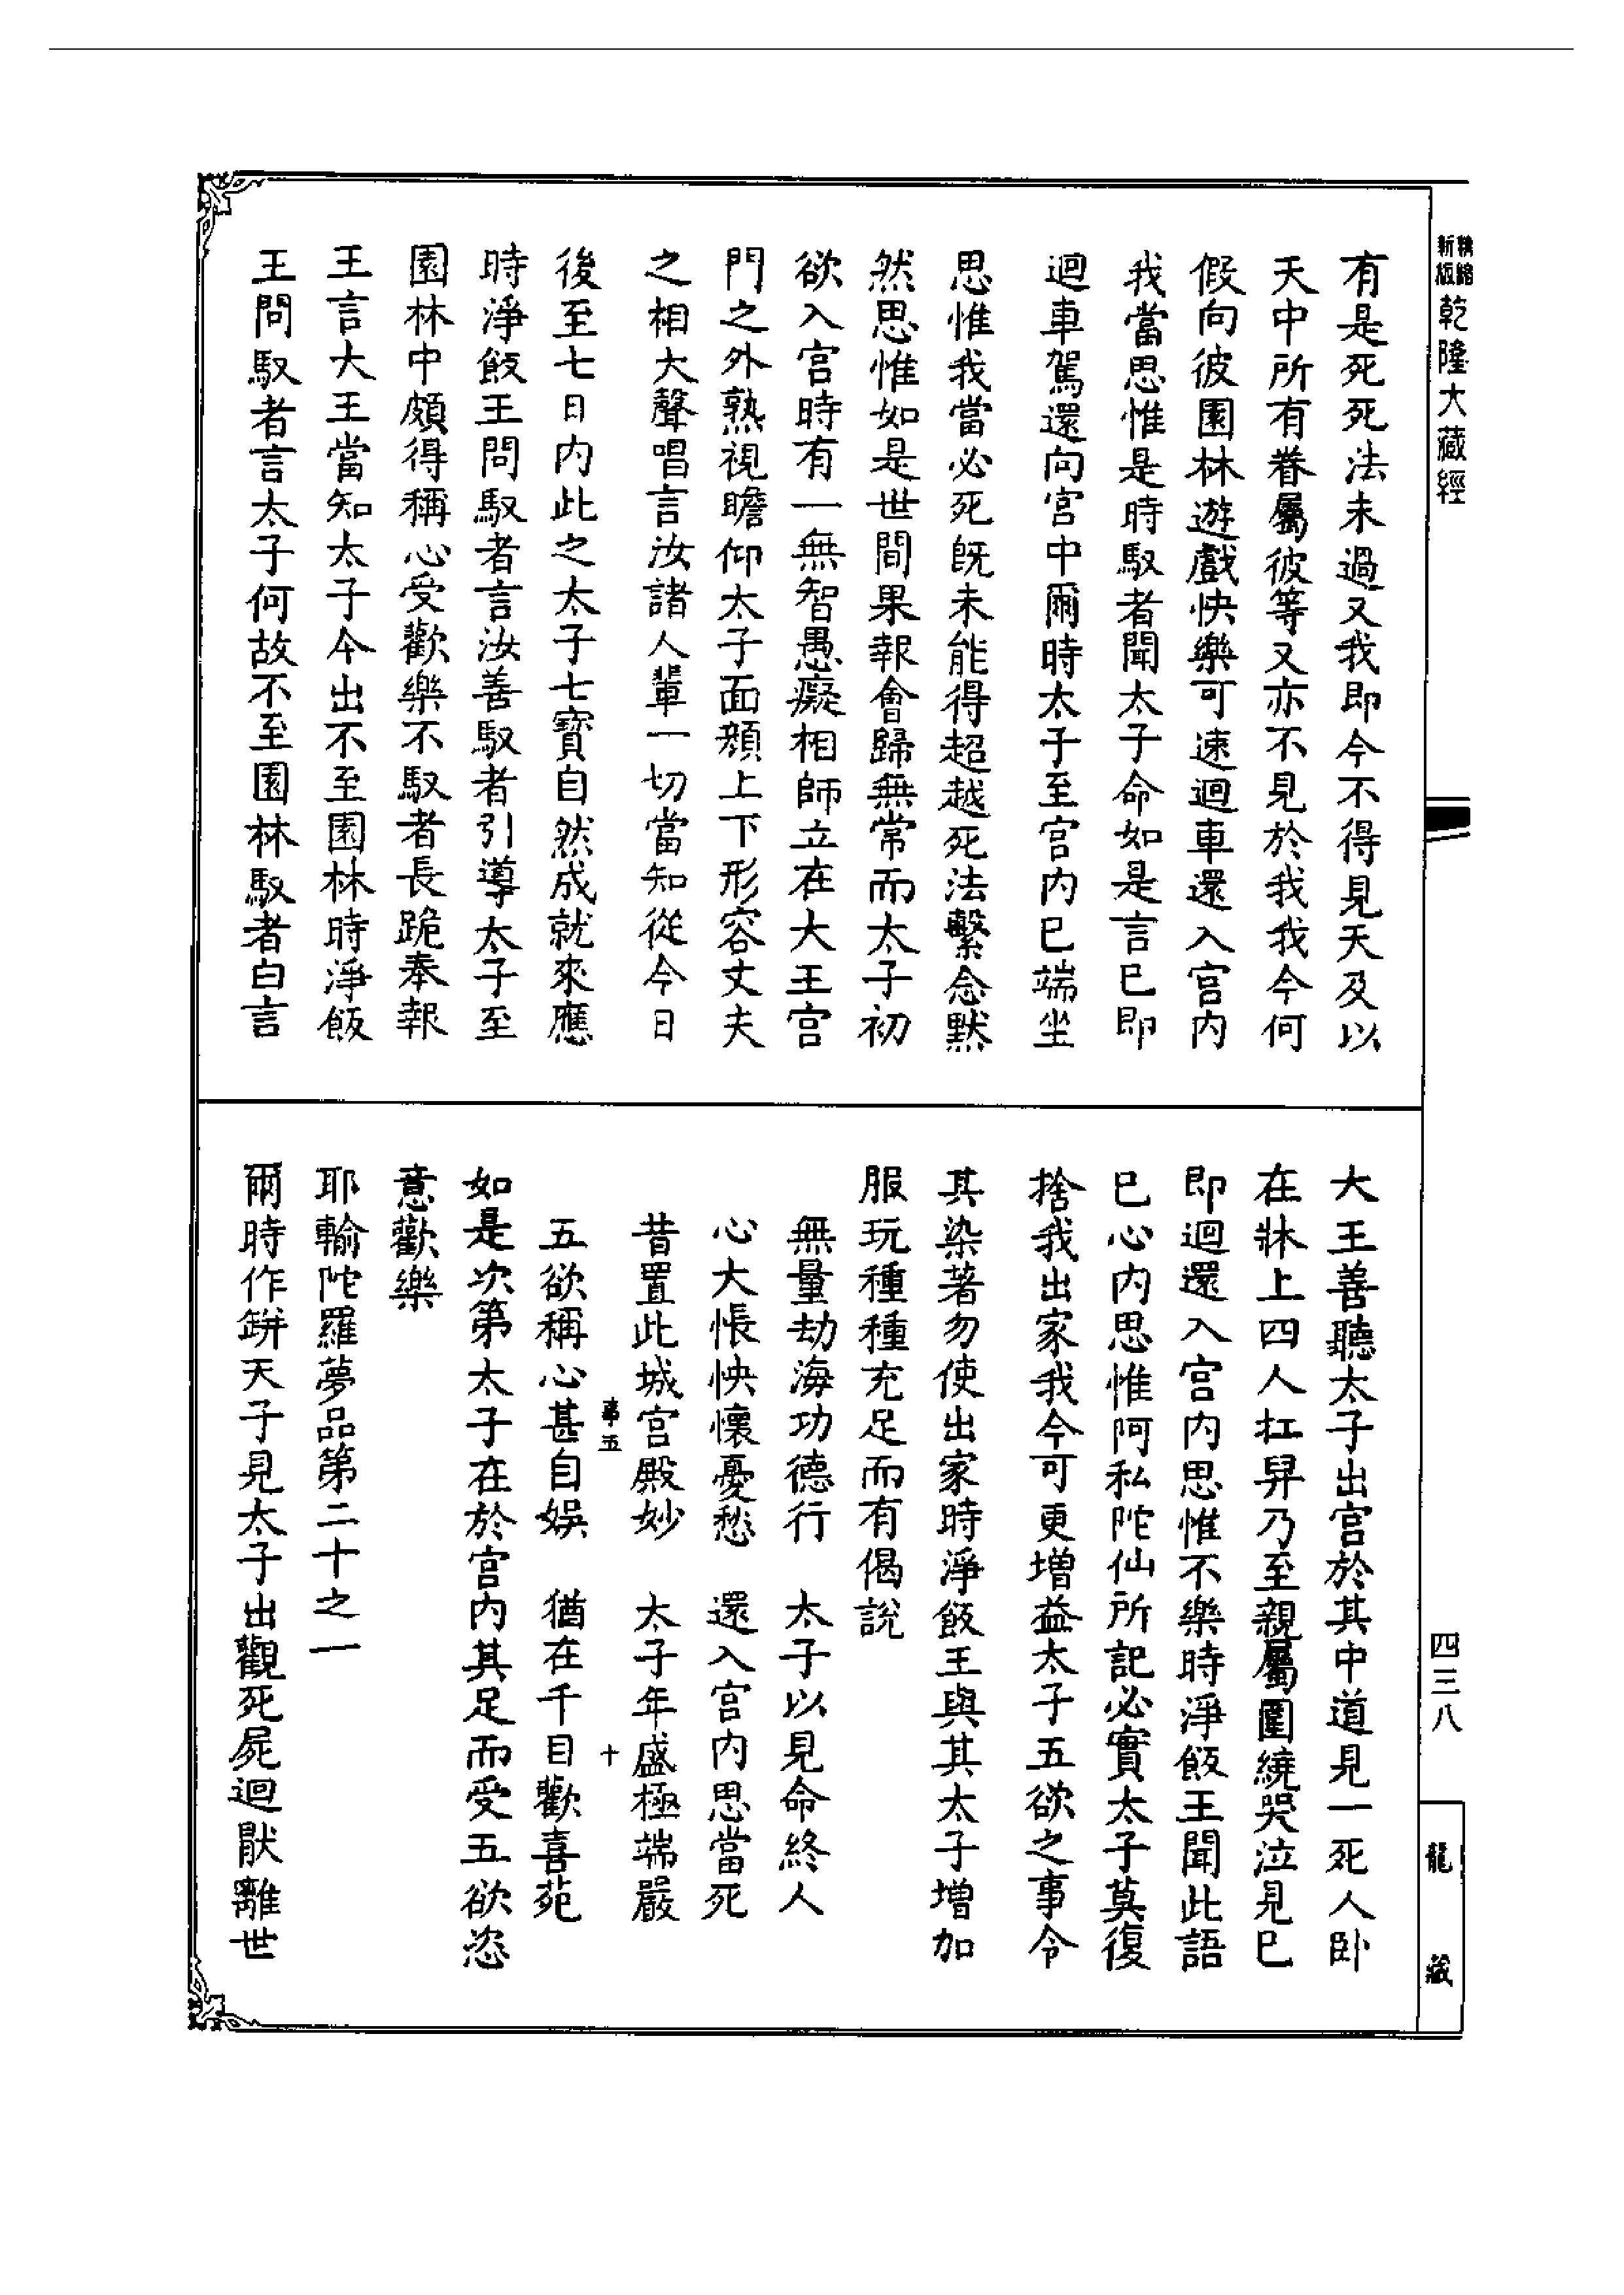 精縮新版乾隆大藏經
有是死死法未過又我即今不得見天及以
天中所有眷屬彼等又亦不見於我我今何
假向彼園林遊戲快樂可速迴車還入宮內
我當思惟是時馭者聞太子命如是言已即
迴車駕還向宮中爾時太子至宮內已端坐
思惟我當必死既未能得超越死法繫念默
然思惟如是世間果報會歸無常而太子初
欲入宮時有一無智愚癡相師立在大王宮
門之外熟視瞻仰太子面顏上下形容丈夫
之相大聲唱言汝諸人輩一切當知從今日
後至七日內此之太子七寶自然成就來應
時淨飯王問馭者言汝善馭者引導太子至
園林中頗得稱心受歡樂不馭者長跪奉報
王言大王當知太子今出不至園林時淨飯
王問馭者言太子何故不至園林馭者白言
大王善聽太子出宮於其中道見一死人臥
在牀上四人扛舁乃至親屬圍繞哭泣見已
即迴還入宮內思惟不樂時淨飯王聞此語
已心內思惟阿私陀仙所記必實太子莫復
捨我出家我今可更增益太子五欲之事令
其染著勿使出家時淨飯王與其太子增加
服玩種種充足而有偈說
無量劫海功德行　太子以見命終人
心大悵怏懷憂愁　還入宮內思當死
昔置此城宮殿妙　太子年盛極端嚴
事五　十
五欲稱心甚自娛　猶在千目歡喜苑
如是次第太子在於宮內具足而受五欲恣
意歡樂
耶輸陀羅夢品第二十之一
爾時作缾天子見太子出觀死屍迴猒離世
四三八
龍藏